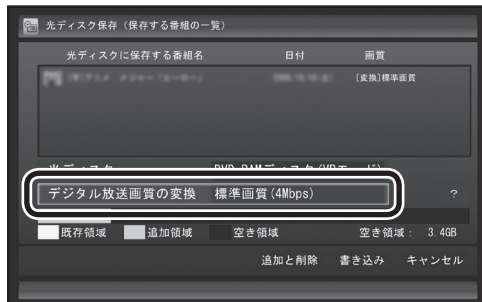 光ディスク保存（保存する番組の一覧）
光ディスクに保存する番組名 日付 画質
[変換]標準画質
光ディスク DVD-RAMディスク(VRモード)
デジタル放送画質の変換 標準画質(4Mbps) ?
既存領域 追加領域 空き領域 空き領域： 3.4GB
追加と削除 書き込み キャンセル